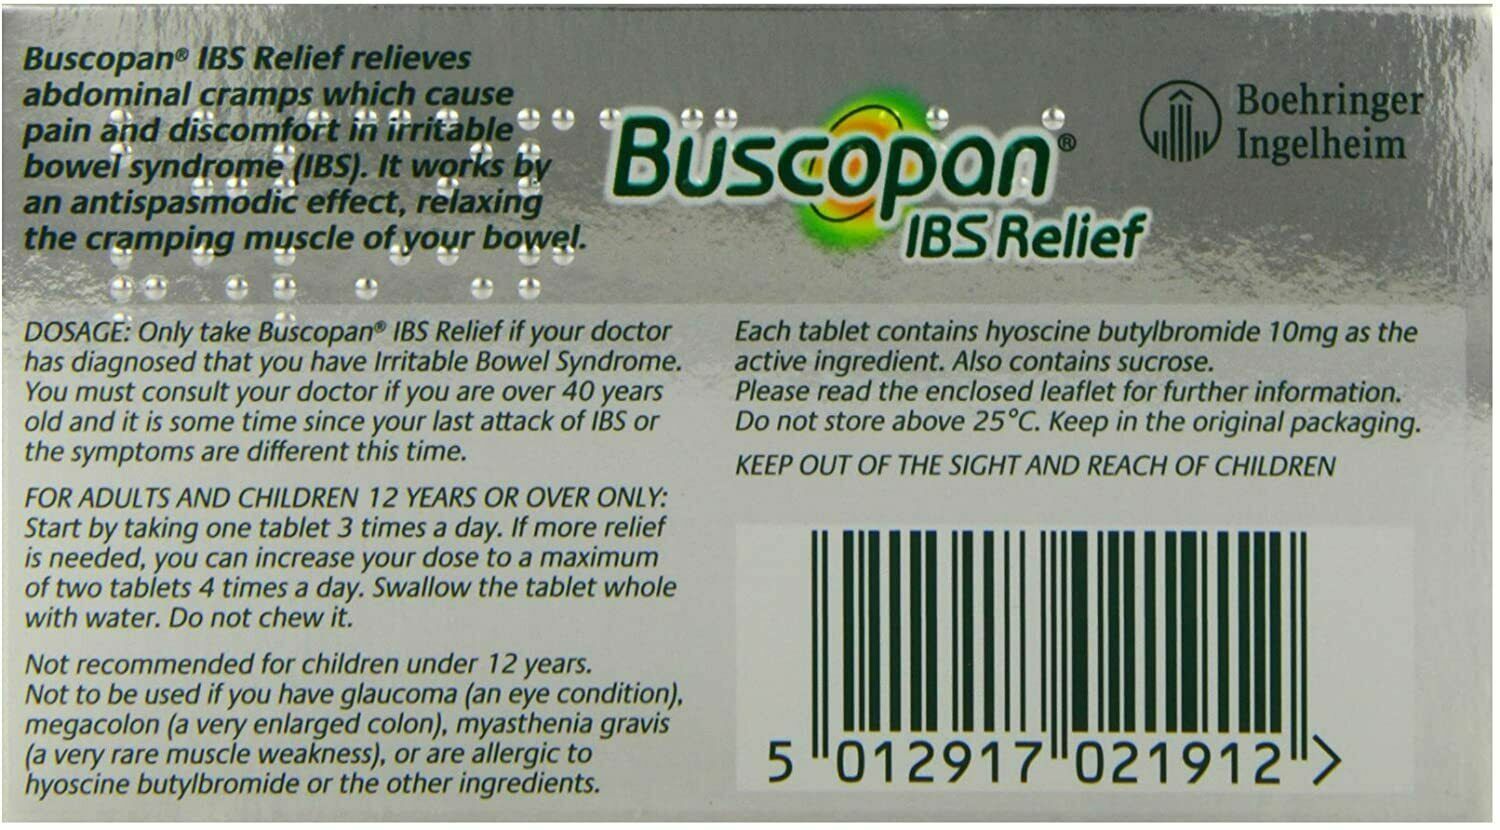 Buscopan® IBS Relief relieves
abdominal cramps which cause
pain and discomfort in irritable
bowel syndrome (IBS). It works by
an antispasmodic effect, relaxing
the cramping muscle of your bowel.
Buscopan®
IBS Relief
Boehringer
Ingelheim
DOSAGE: Only take Buscopan® IBS Relief if your doctor
has diagnosed that you have Irritable Bowel Syndrome.
You must consult your doctor if you are over 40 years
old and it is some time since your last attack of IBS or
the symptoms are different this time.
FOR ADULTS AND CHILDREN 12 YEARS OR OVER ONLY:
Start by taking one tablet 3 times a day. If more relief
is needed, you can increase your dose to a maximum
of two tablets 4 times a day. Swallow the tablet whole
with water. Do not chew it.
Not recommended for children under 12 years.
Not to be used if you have glaucoma (an eye condition),
megacolon (a very enlarged colon), myasthenia gravis
(a very rare muscle weakness), or are allergic to
hyoscine butylbromide or the other ingredients.
Each tablet contains hyoscine butylbromide 10mg as the
active ingredient. Also contains sucrose.
Please read the enclosed leaflet for further information.
Do not store above 25°C. Keep in the original packaging.
KEEP OUT OF THE SIGHT AND REACH OF CHILDREN
5 012917 021912 >